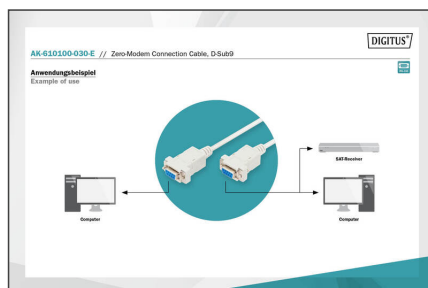 DIGITUS®
AK-610100-030-E // Zero-Modem Connection Cable, D-Sub9
Anwendungsbeispiel
Example of use
SAT-Receiver
Computer
Computer